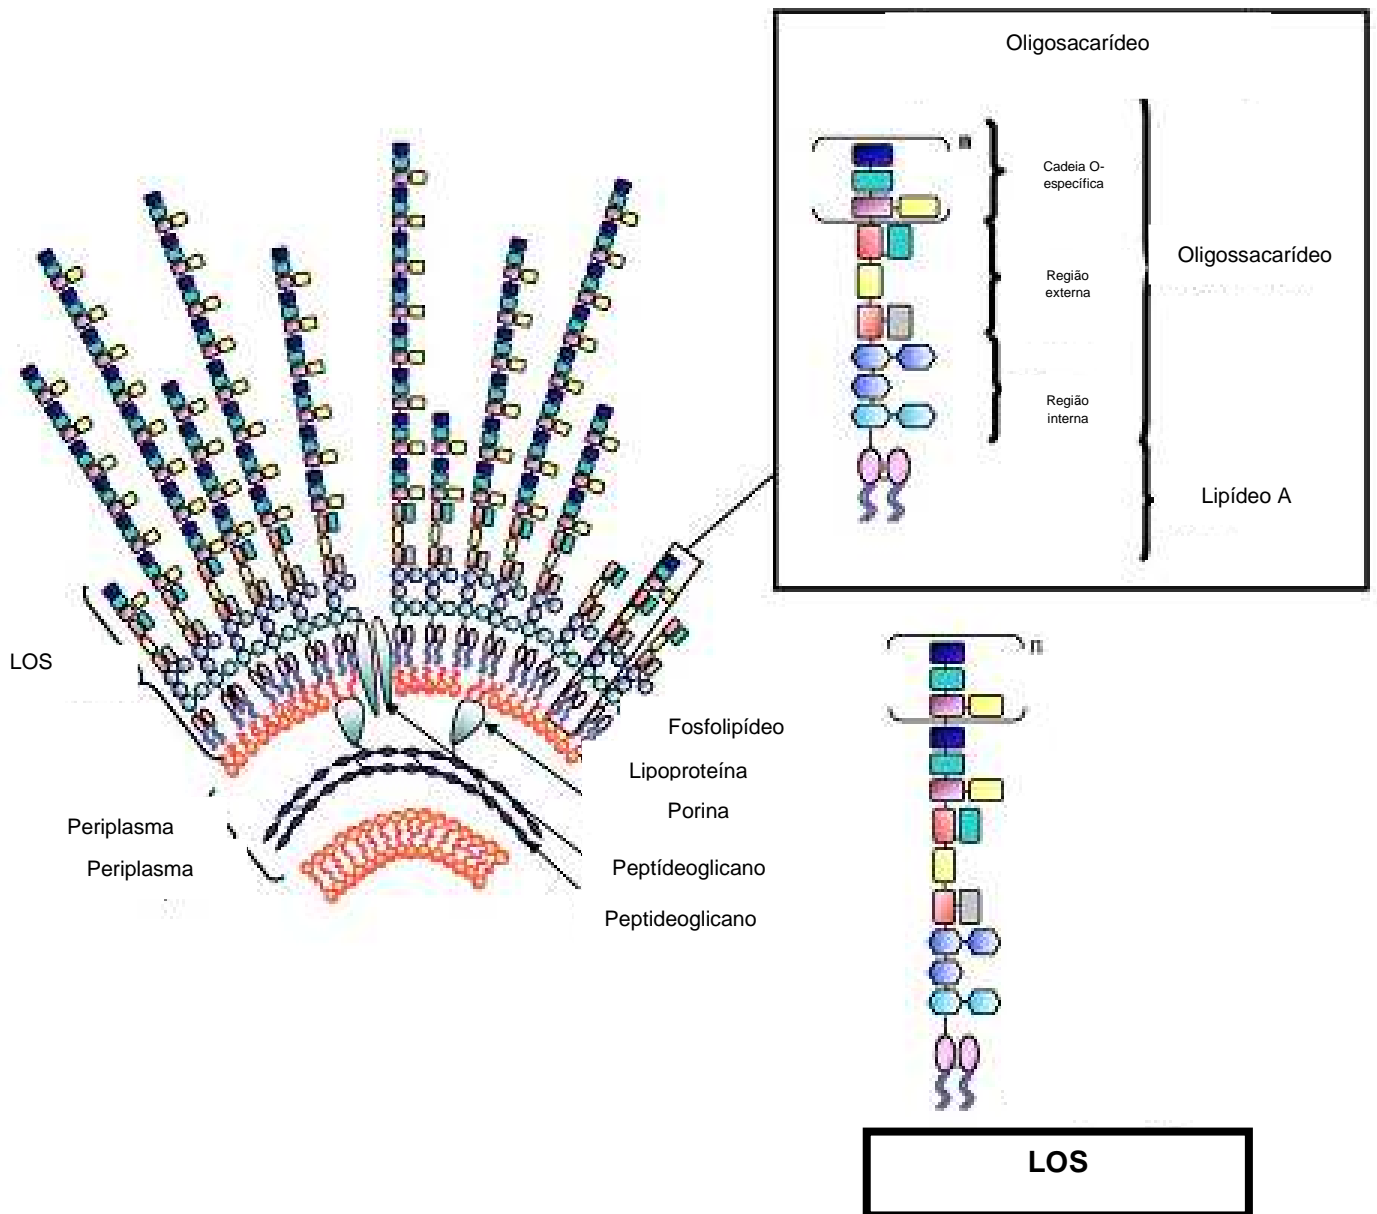 Oligosacarídeo
n
Cadeia O-
específica
Oligossacarídeo
Região
externa
Região
interna
Lipídeo A
LOS
n
Fosfolipídeo
Lipoproteína
Porina
Periplasma
Periplasma
Peptídeoglicano
Peptideoglicano
LOS